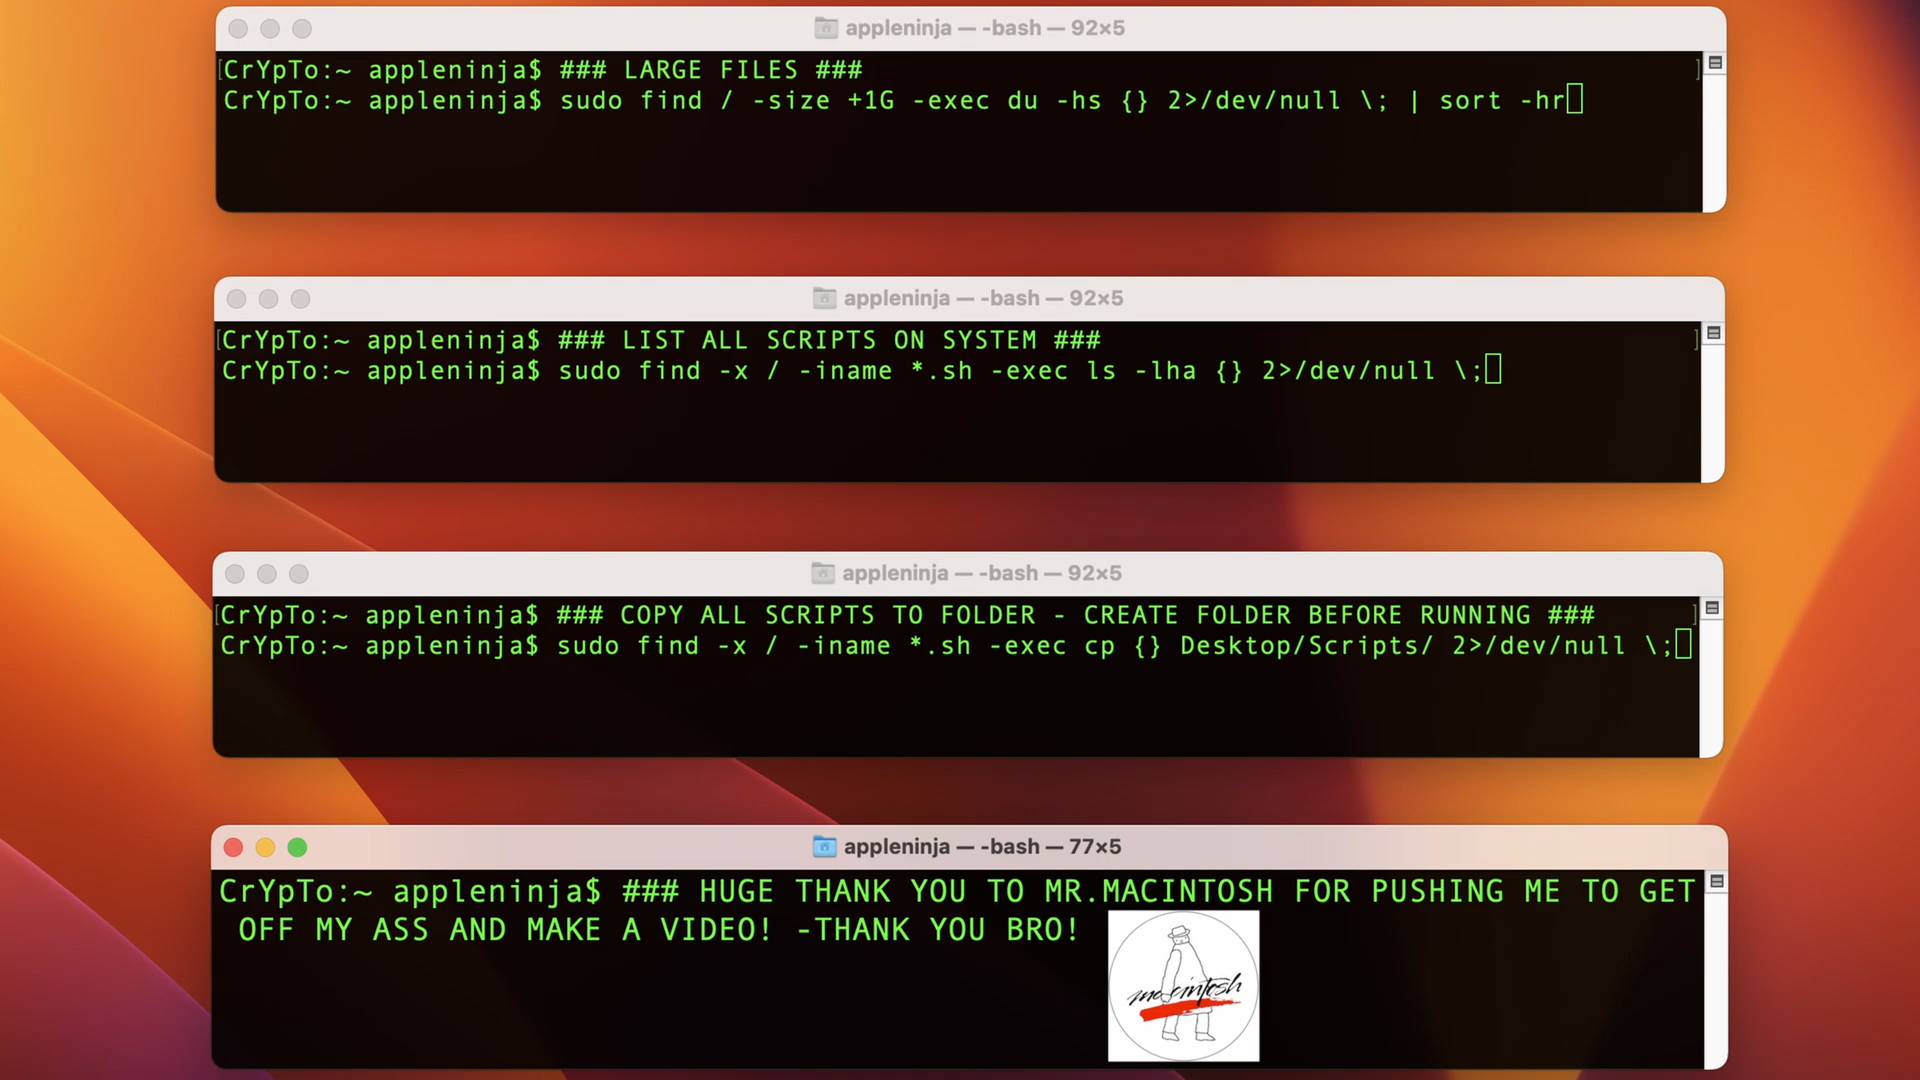 appleninja — -bash — 92×5
CrYpTo:~ appleninja$ ### LARGE FILES ###
CrYpTo:~ appleninja$ sudo find / -size +1G -exec du -hs {} 2>/dev/null \; | sort -hr
appleninja — -bash — 92×5
CrYpTo:~ appleninja$ ### LIST ALL SCRIPTS ON SYSTEM ###
CrYpTo:~ appleninja$ sudo find -x / -iname *.sh -exec ls -lha {} 2>/dev/null \;
appleninja — -bash — 92×5
CrYpTo:~ appleninja$ ### COPY ALL SCRIPTS TO FOLDER - CREATE FOLDER BEFORE RUNNING ###
CrYpTo:~ appleninja$ sudo find -x / -iname *.sh -exec cp {} Desktop/Scripts/ 2>/dev/null \;
appleninja — -bash — 77×5
CrYpTo:~ appleninja$ ### HUGE THANK YOU TO MR.MACINTOSH FOR PUSHING ME TO GET
OFF MY ASS AND MAKE A VIDEO! -THANK YOU BRO!
macintosh